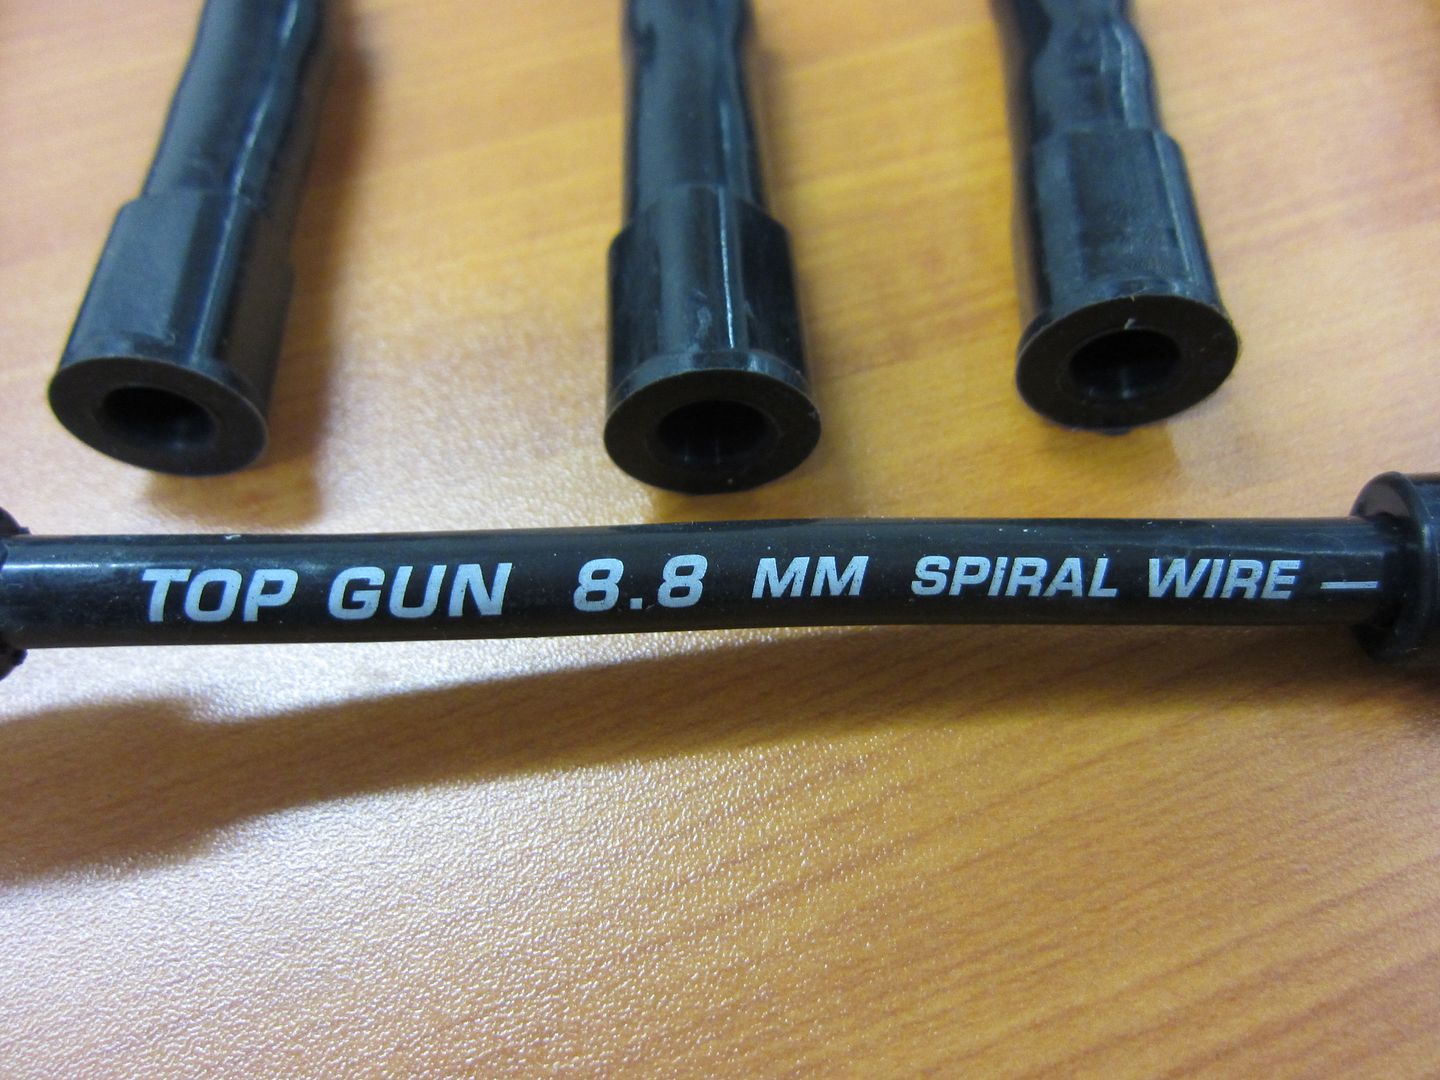 TOP GUN 8.8 MM SPIRAL WIRE —